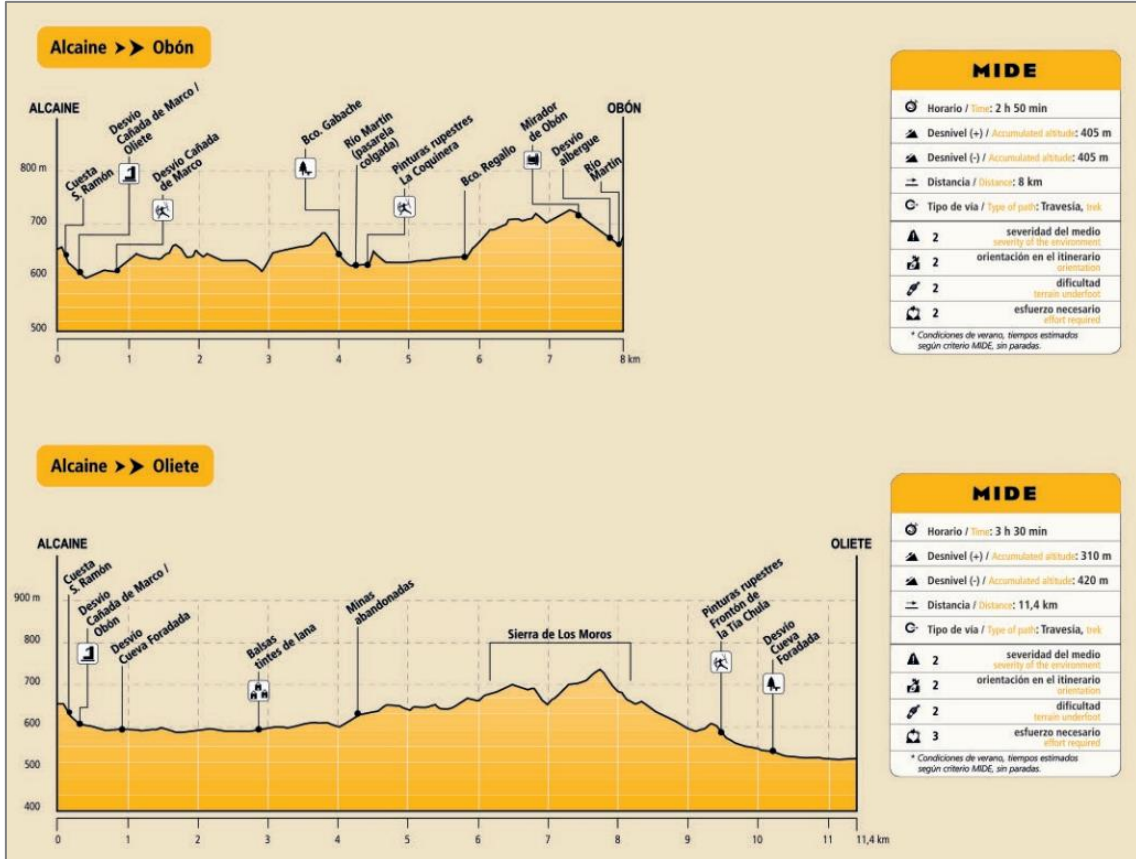 Alcaine >> Obón
ALCAINE
Cuesta
S. Ramón
Desvío
Cañada de Marco /
Oliete
Desvío Cañada
de Marco
Bco. Gabache
Río Martín
(pasarela
colgada)
Pinturas rupestres
La Coquinera
Bco. Regallo
Mirador
de Obón
Desvío
albergue
Río
Martín
OBÓN
800 m
700
600
500
0 1 2 3 4 5 6 7 8 km
MIDE
Horario / Time: 2 h 50 min
Desnivel (+) / Accumulated altitude: 405 m
Desnivel (-) / Accumulated altitude: 405 m
Distancia / Distance: 8 km
Tipo de vía / Type of path: Travesía, trek
2 severidad del medio
severity of the environment
2 orientación en el itinerario
orientation
2 dificultad
terrain underfoot
2 esfuerzo necesario
effort required
* Condiciones de verano, tiempos estimados
según criterio MIDE, sin paradas.
Alcaine >> Oliete
ALCAINE
Cuesta
S. Ramón
Desvío
Cañada de Marco /
Obón
Desvío
Cueva Foradada
Balsas
tintes de lana
Minas
abandonadas
Sierra de Los Moros
Pinturas rupestres
Frontón de
la Tía Chula
Desvío
Cueva
Foradada
OLIETE
900 m
800
700
600
500
400
0 1 2 3 4 5 6 7 8 9 10 11 11,4 km
MIDE
Horario / Time: 3 h 30 min
Desnivel (+) / Accumulated altitude: 310 m
Desnivel (-) / Accumulated altitude: 420 m
Distancia / Distance: 11,4 km
Tipo de vía / Type of path: Travesía, trek
2 severidad del medio
severity of the environment
2 orientación en el itinerario
orientation
2 dificultad
terrain underfoot
3 esfuerzo necesario
effort required
* Condiciones de verano, tiempos estimados
según criterio MIDE, sin paradas.